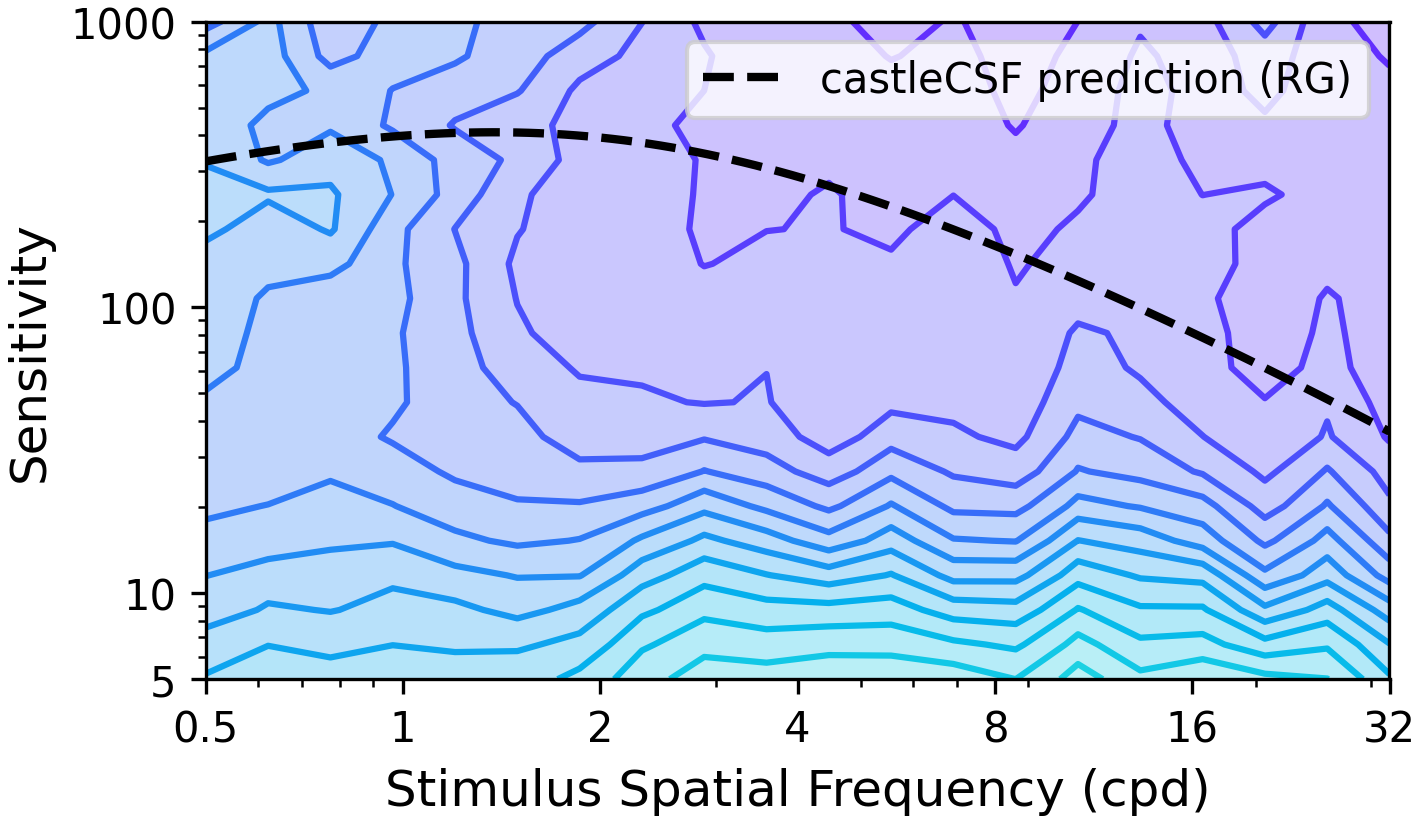 1000
100
10
5
Sensitivity
castleCSF prediction (RG)
0.5 1 2 4 8 16 32
Stimulus Spatial Frequency (cpd)